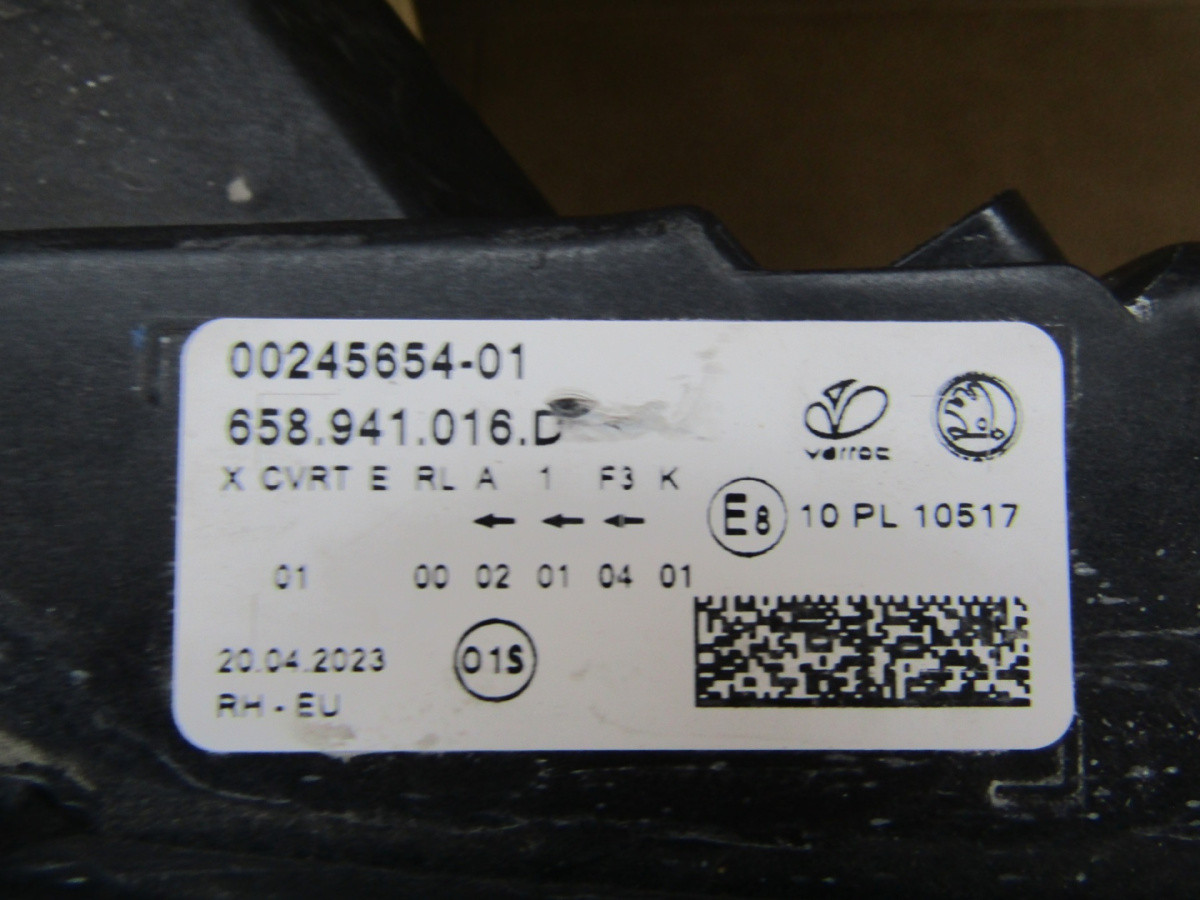 00245654-01
658.941.016.D
varroc
X CVRT E RL A 1 F3 K
← ← ←
E8 10 PL 10517
01 00 02 01 04 01
20.04.2023
01S
RH - EU